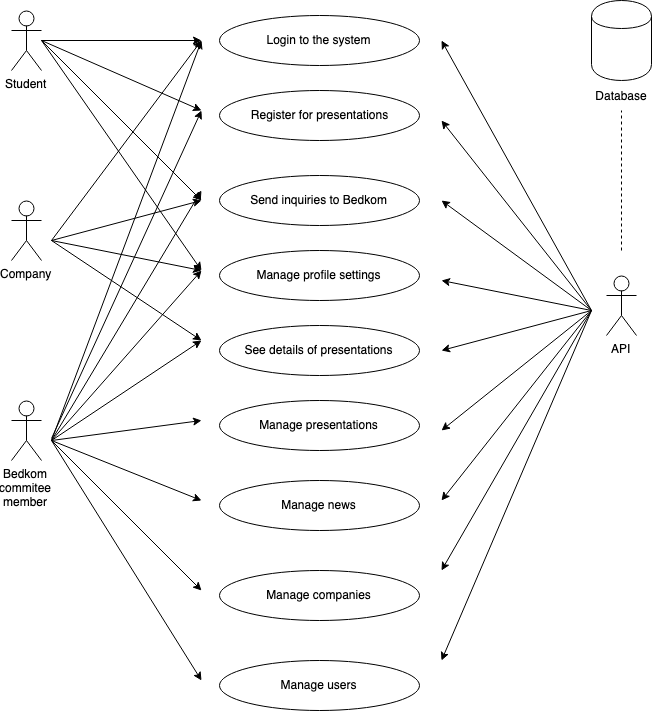 Login to the system
Student
Database
Register for presentations
Send inquiries to Bedkom
Company
Manage profile settings
See details of presentations
API
Manage presentations
Bedkom
commitee
member
Manage news
Manage companies
Manage users